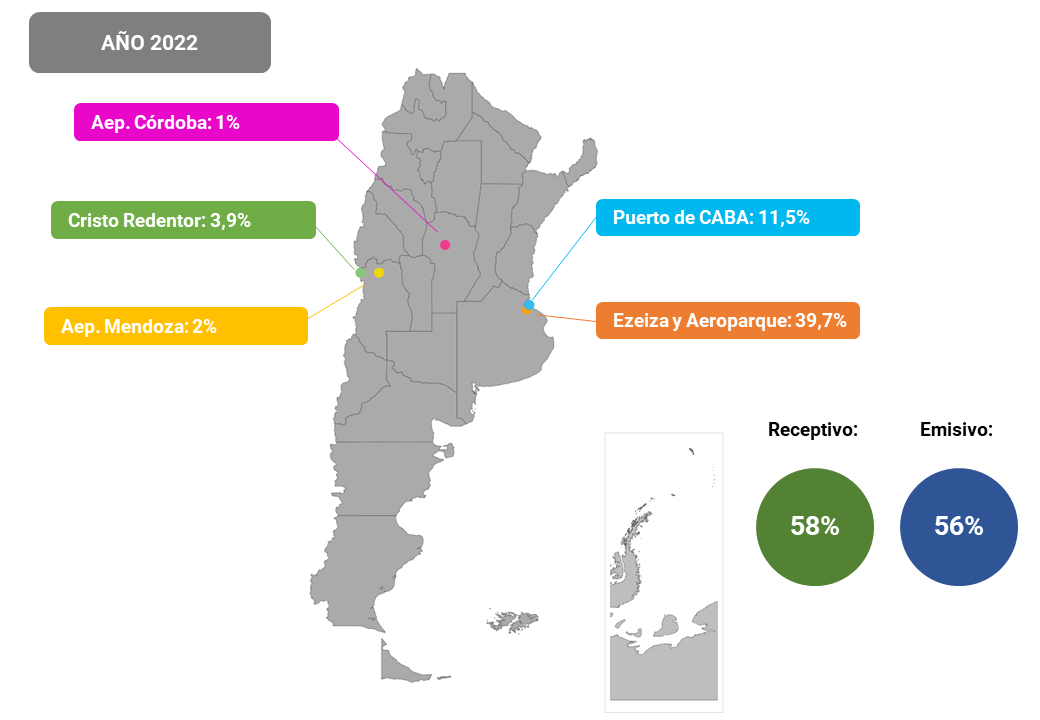 AÑO 2022
Aep. Córdoba: 1%
Cristo Redentor: 3,9%
Puerto de CABA: 11,5%
Aep. Mendoza: 2%
Ezeiza y Aeroparque: 39,7%
Receptivo:
Emisivo:
58%
56%